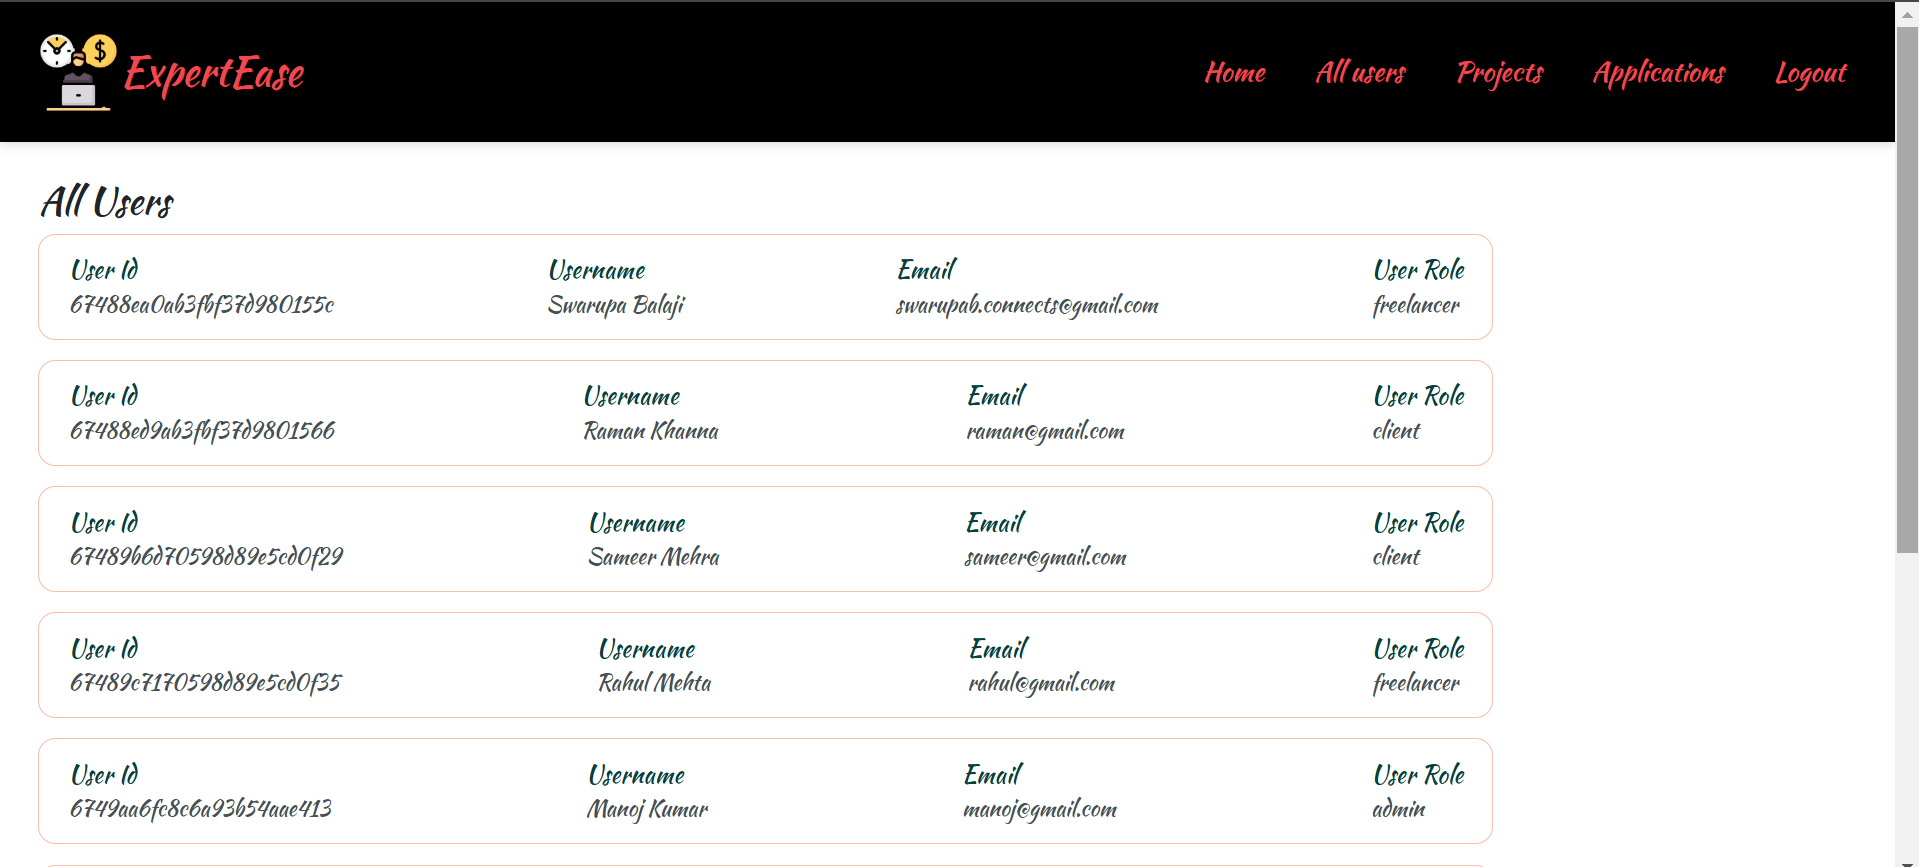 ExpertEase Home All users Projects Applications Logout
All Users
User Id Username Email User Role
67488ea0ab3fbf37d980155c Swarupa Balaji swarupab.connects@gmail.com freelancer
User Id Username Email User Role
67488ed9ab3fbf37d9801566 Raman Khanna raman@gmail.com client
User Id Username Email User Role
67489b6d70598d89e5cd0f29 Sameer Mehra sameer@gmail.com client
User Id Username Email User Role
67489c7170598d89e5cd0f35 Rahul Mehta rahul@gmail.com freelancer
User Id Username Email User Role
6749aa6fc8c6a93b54aae413 Manoj Kumar manoj@gmail.com admin